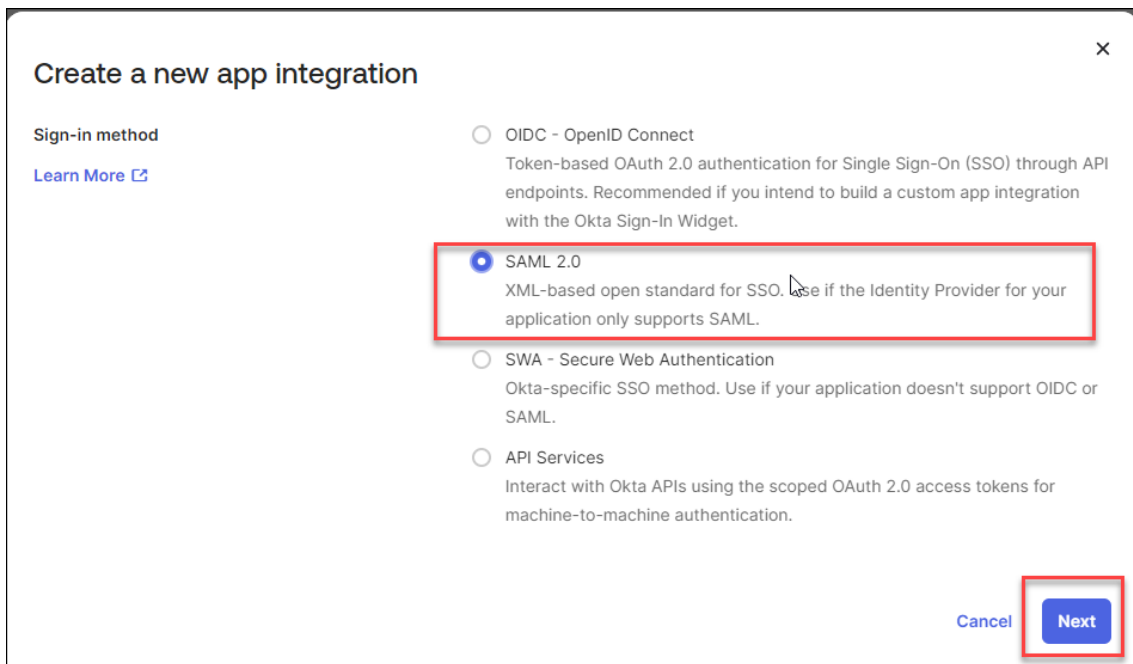 Create a new app integration
Sign-in method
Learn More
OIDC - OpenID Connect
Token-based OAuth 2.0 authentication for Single Sign-On (SSO) through API
endpoints. Recommended if you intend to build a custom app integration
with the Okta Sign-In Widget.
SAML 2.0
XML-based open standard for SSO. Use if the Identity Provider for your
application only supports SAML.
SWA - Secure Web Authentication
Okta-specific SSO method. Use if your application doesn't support OIDC or
SAML.
API Services
Interact with Okta APIs using the scoped OAuth 2.0 access tokens for
machine-to-machine authentication.
Cancel
Next